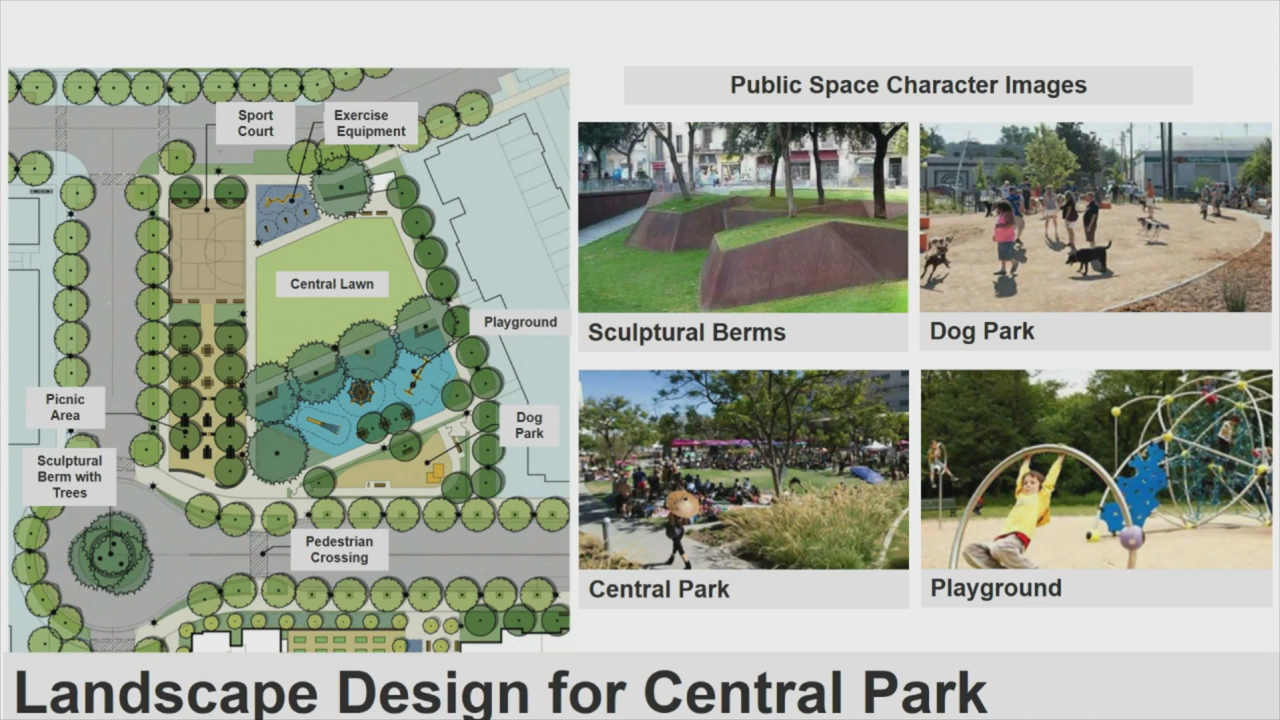 Public Space Character Images
Sport
Court
Exercise
Equipment
Central Lawn
Playground
Picnic
Area
Dog
Park
Sculptural
Berm with
Trees
Pedestrian
Crossing
Sculptural Berms
Dog Park
Central Park
Playground
Landscape Design for Central Park